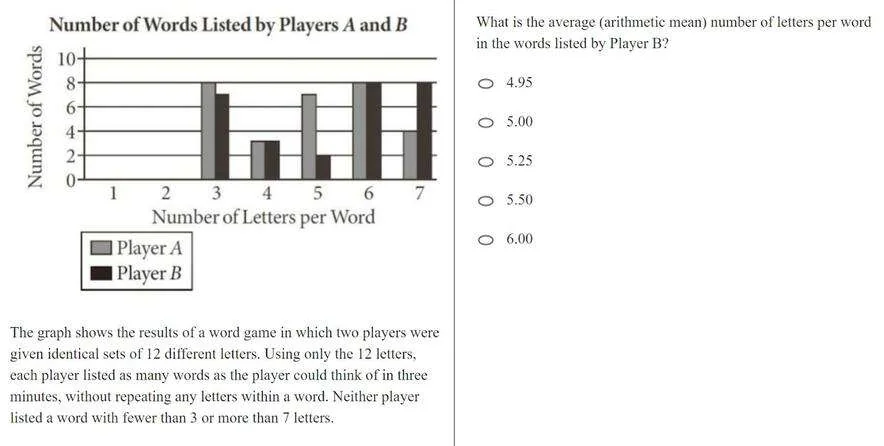 Number of Words Listed by Players A and B
Number of Words
10
8
6
4
2
0
1 2 3 4 5 6 7
Number of Letters per Word
Player A
Player B
The graph shows the results of a word game in which two players were
given identical sets of 12 different letters. Using only the 12 letters,
each player listed as many words as the player could think of in three
minutes, without repeating any letters within a word. Neither player
listed a word with fewer than 3 or more than 7 letters.
What is the average (arithmetic mean) number of letters per word
in the words listed by Player B?
4.95
5.00
5.25
5.50
6.00